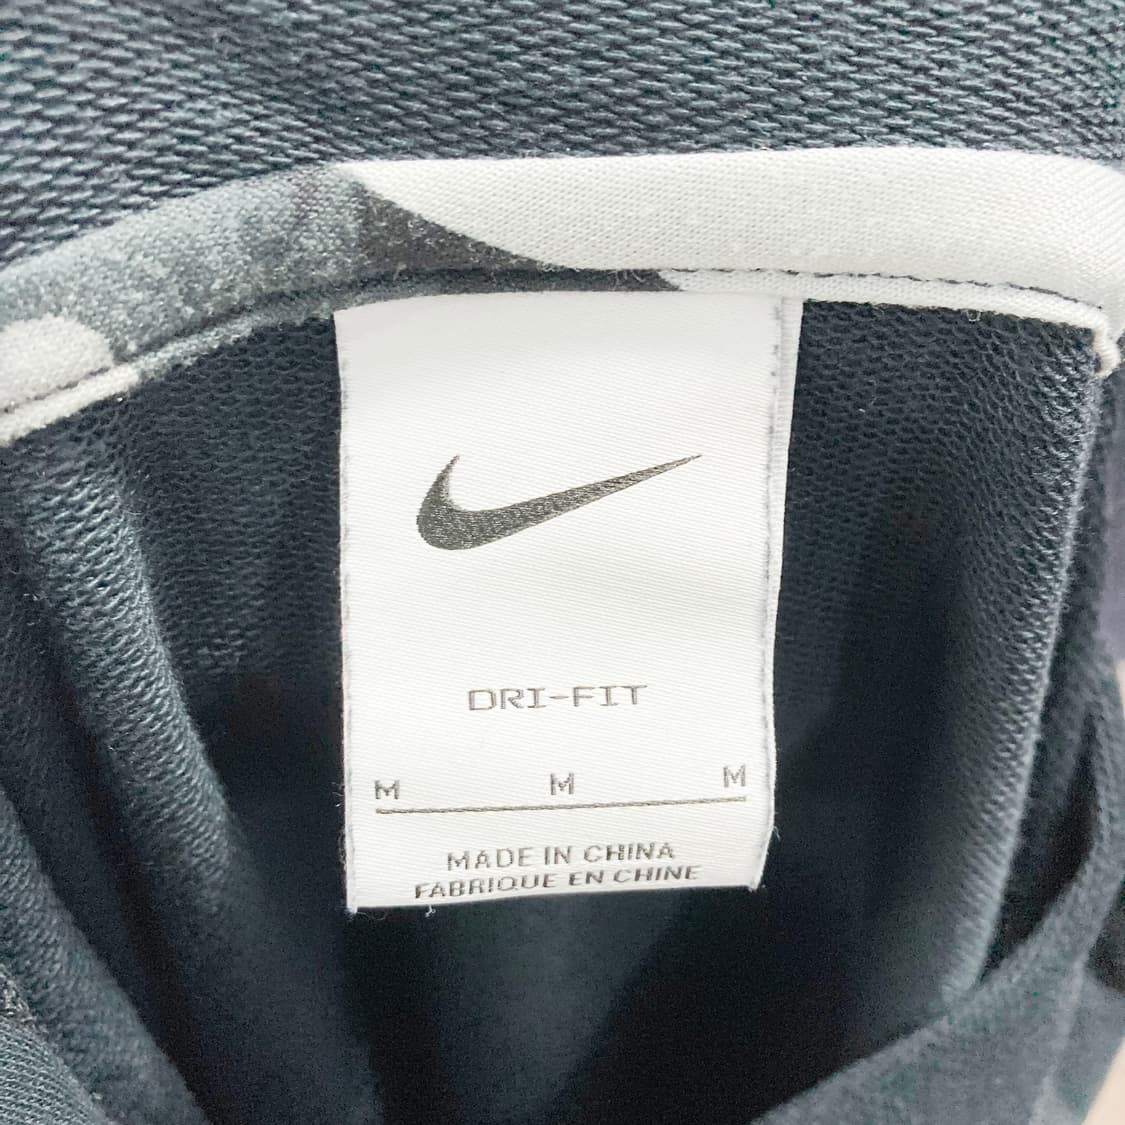 DRI-FIT
M M M
MADE IN CHINA
FABRIQUE EN CHINE